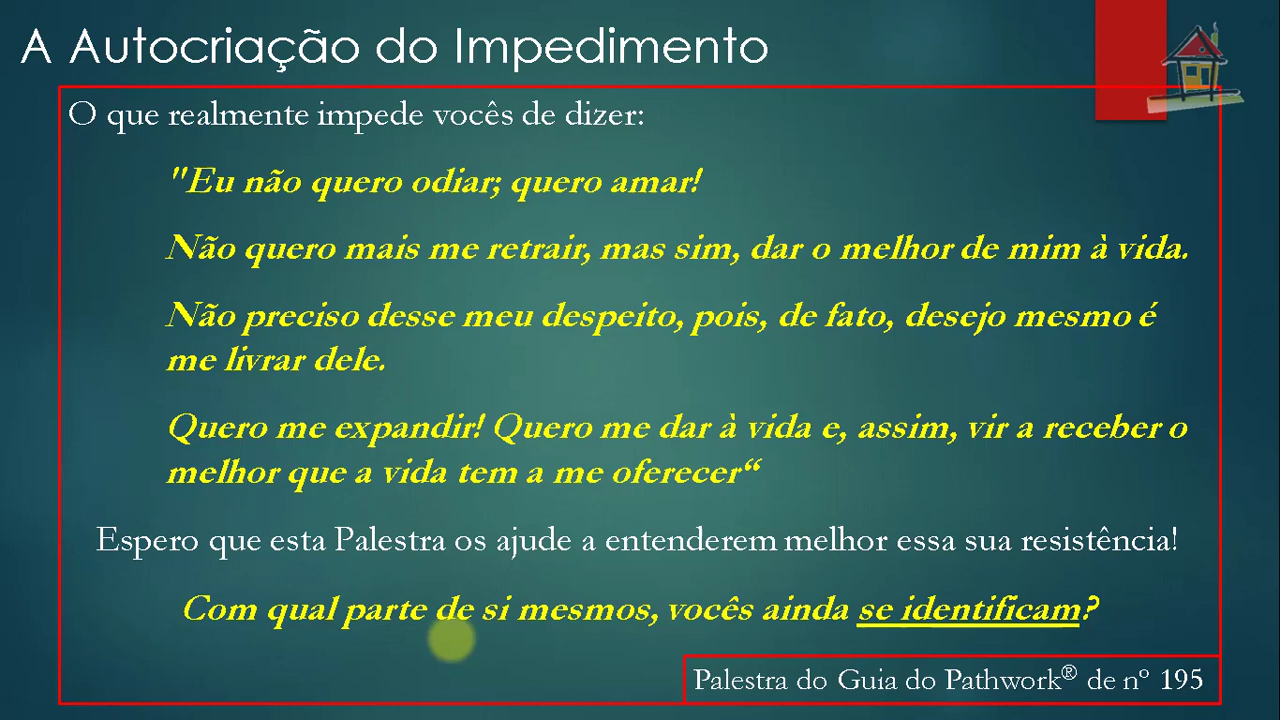 A Autocriação do Impedimento
O que realmente impede vocês de dizer:
"Eu não quero odiar; quero amar!
Não quero mais me retrair, mas sim, dar o melhor de mim à vida.
Não preciso desse meu despeito, pois, de fato, desejo mesmo é
me livrar dele.
Quero me expandir! Quero me dar à vida e, assim, vir a receber o
melhor que a vida tem a me oferecer“
Espero que esta Palestra os ajude a entenderem melhor essa sua resistência!
Com qual parte de si mesmos, vocês ainda se identificam?
Palestra do Guia do Pathwork® de nº 195